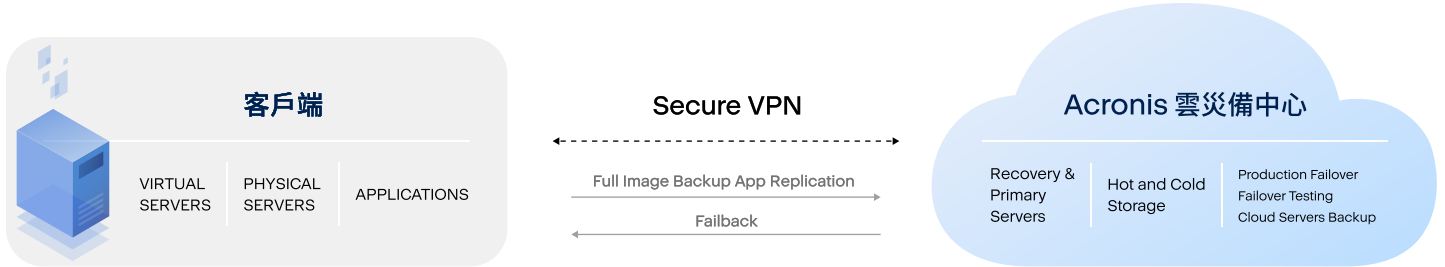 客戶端
VIRTUAL
SERVERS
PHYSICAL
SERVERS
APPLICATIONS
Secure VPN
Full Image Backup App Replication
Failback
Acronis 雲災備中心
Recovery &
Primary
Servers
Hot and Cold
Storage
Production Failover
Failover Testing
Cloud Servers Backup